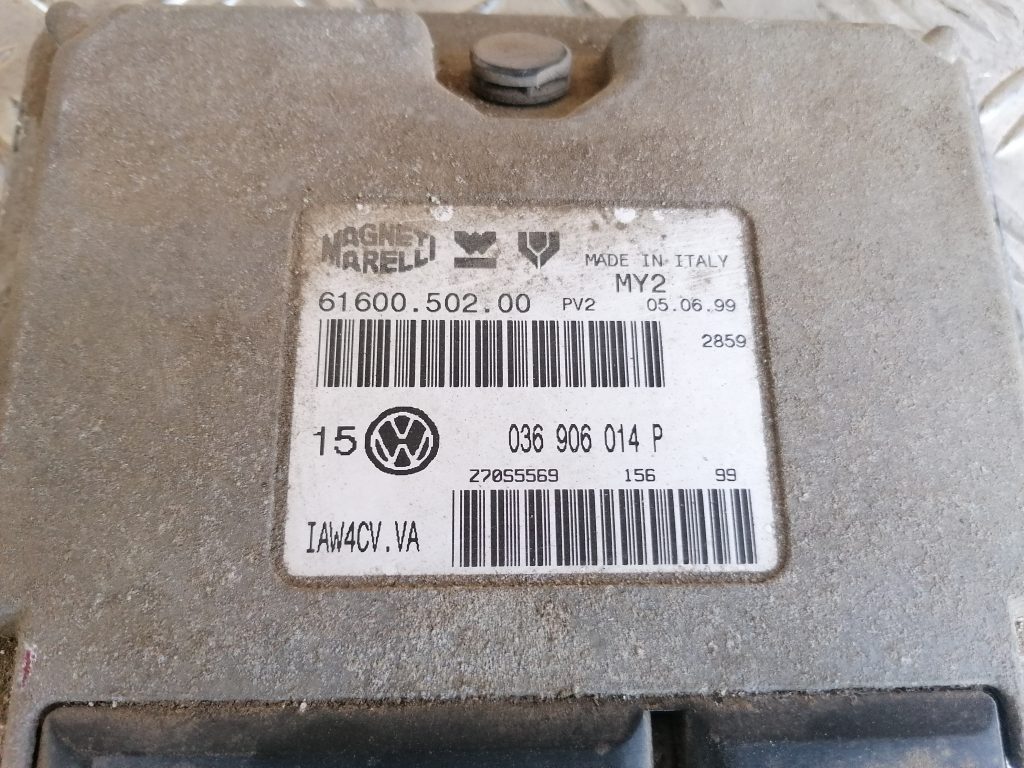 MAGNETI
MARELLI
MADE IN ITALY
MY2
61600.502.00 PV2 05.06.99
2859
15 036 906 014 P
Z70S5569 156 99
IAW4CV.VA